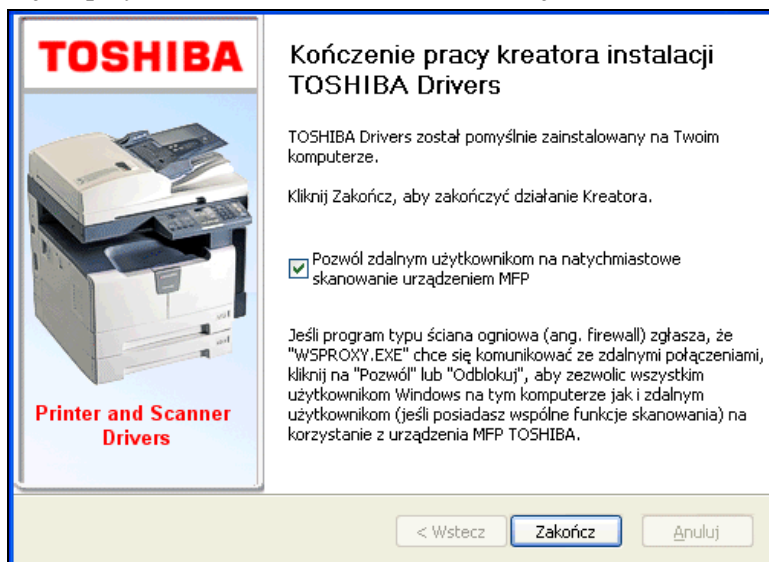 TOSHIBA
Printer and Scanner
Drivers
Kończenie pracy kreatora instalacji
TOSHIBA Drivers
TOSHIBA Drivers został pomyślnie zainstalowany na Twoim
komputerze.
Kliknij Zakończ, aby zakończyć działanie Kreatora.
Pozwól zdalnym użytkownikom na natychmiastowe
skanowanie urządzeniem MFP
Jeśli program typu ściana ogniowa (ang. firewall) zgłasza, że
"WSPROXY.EXE" chce się komunikować ze zdalnymi połączeniami,
kliknij na "Pozwól" lub "Odblokuj", aby zezwolic wszystkim
użytkownikom Windows na tym komputerze jak i zdalnym
użytkownikom (jeśli posiadasz wspólne funkcje skanowania) na
korzystanie z urządzenia MFP TOSHIBA.
< Wstecz
Zakończ
Anuluj